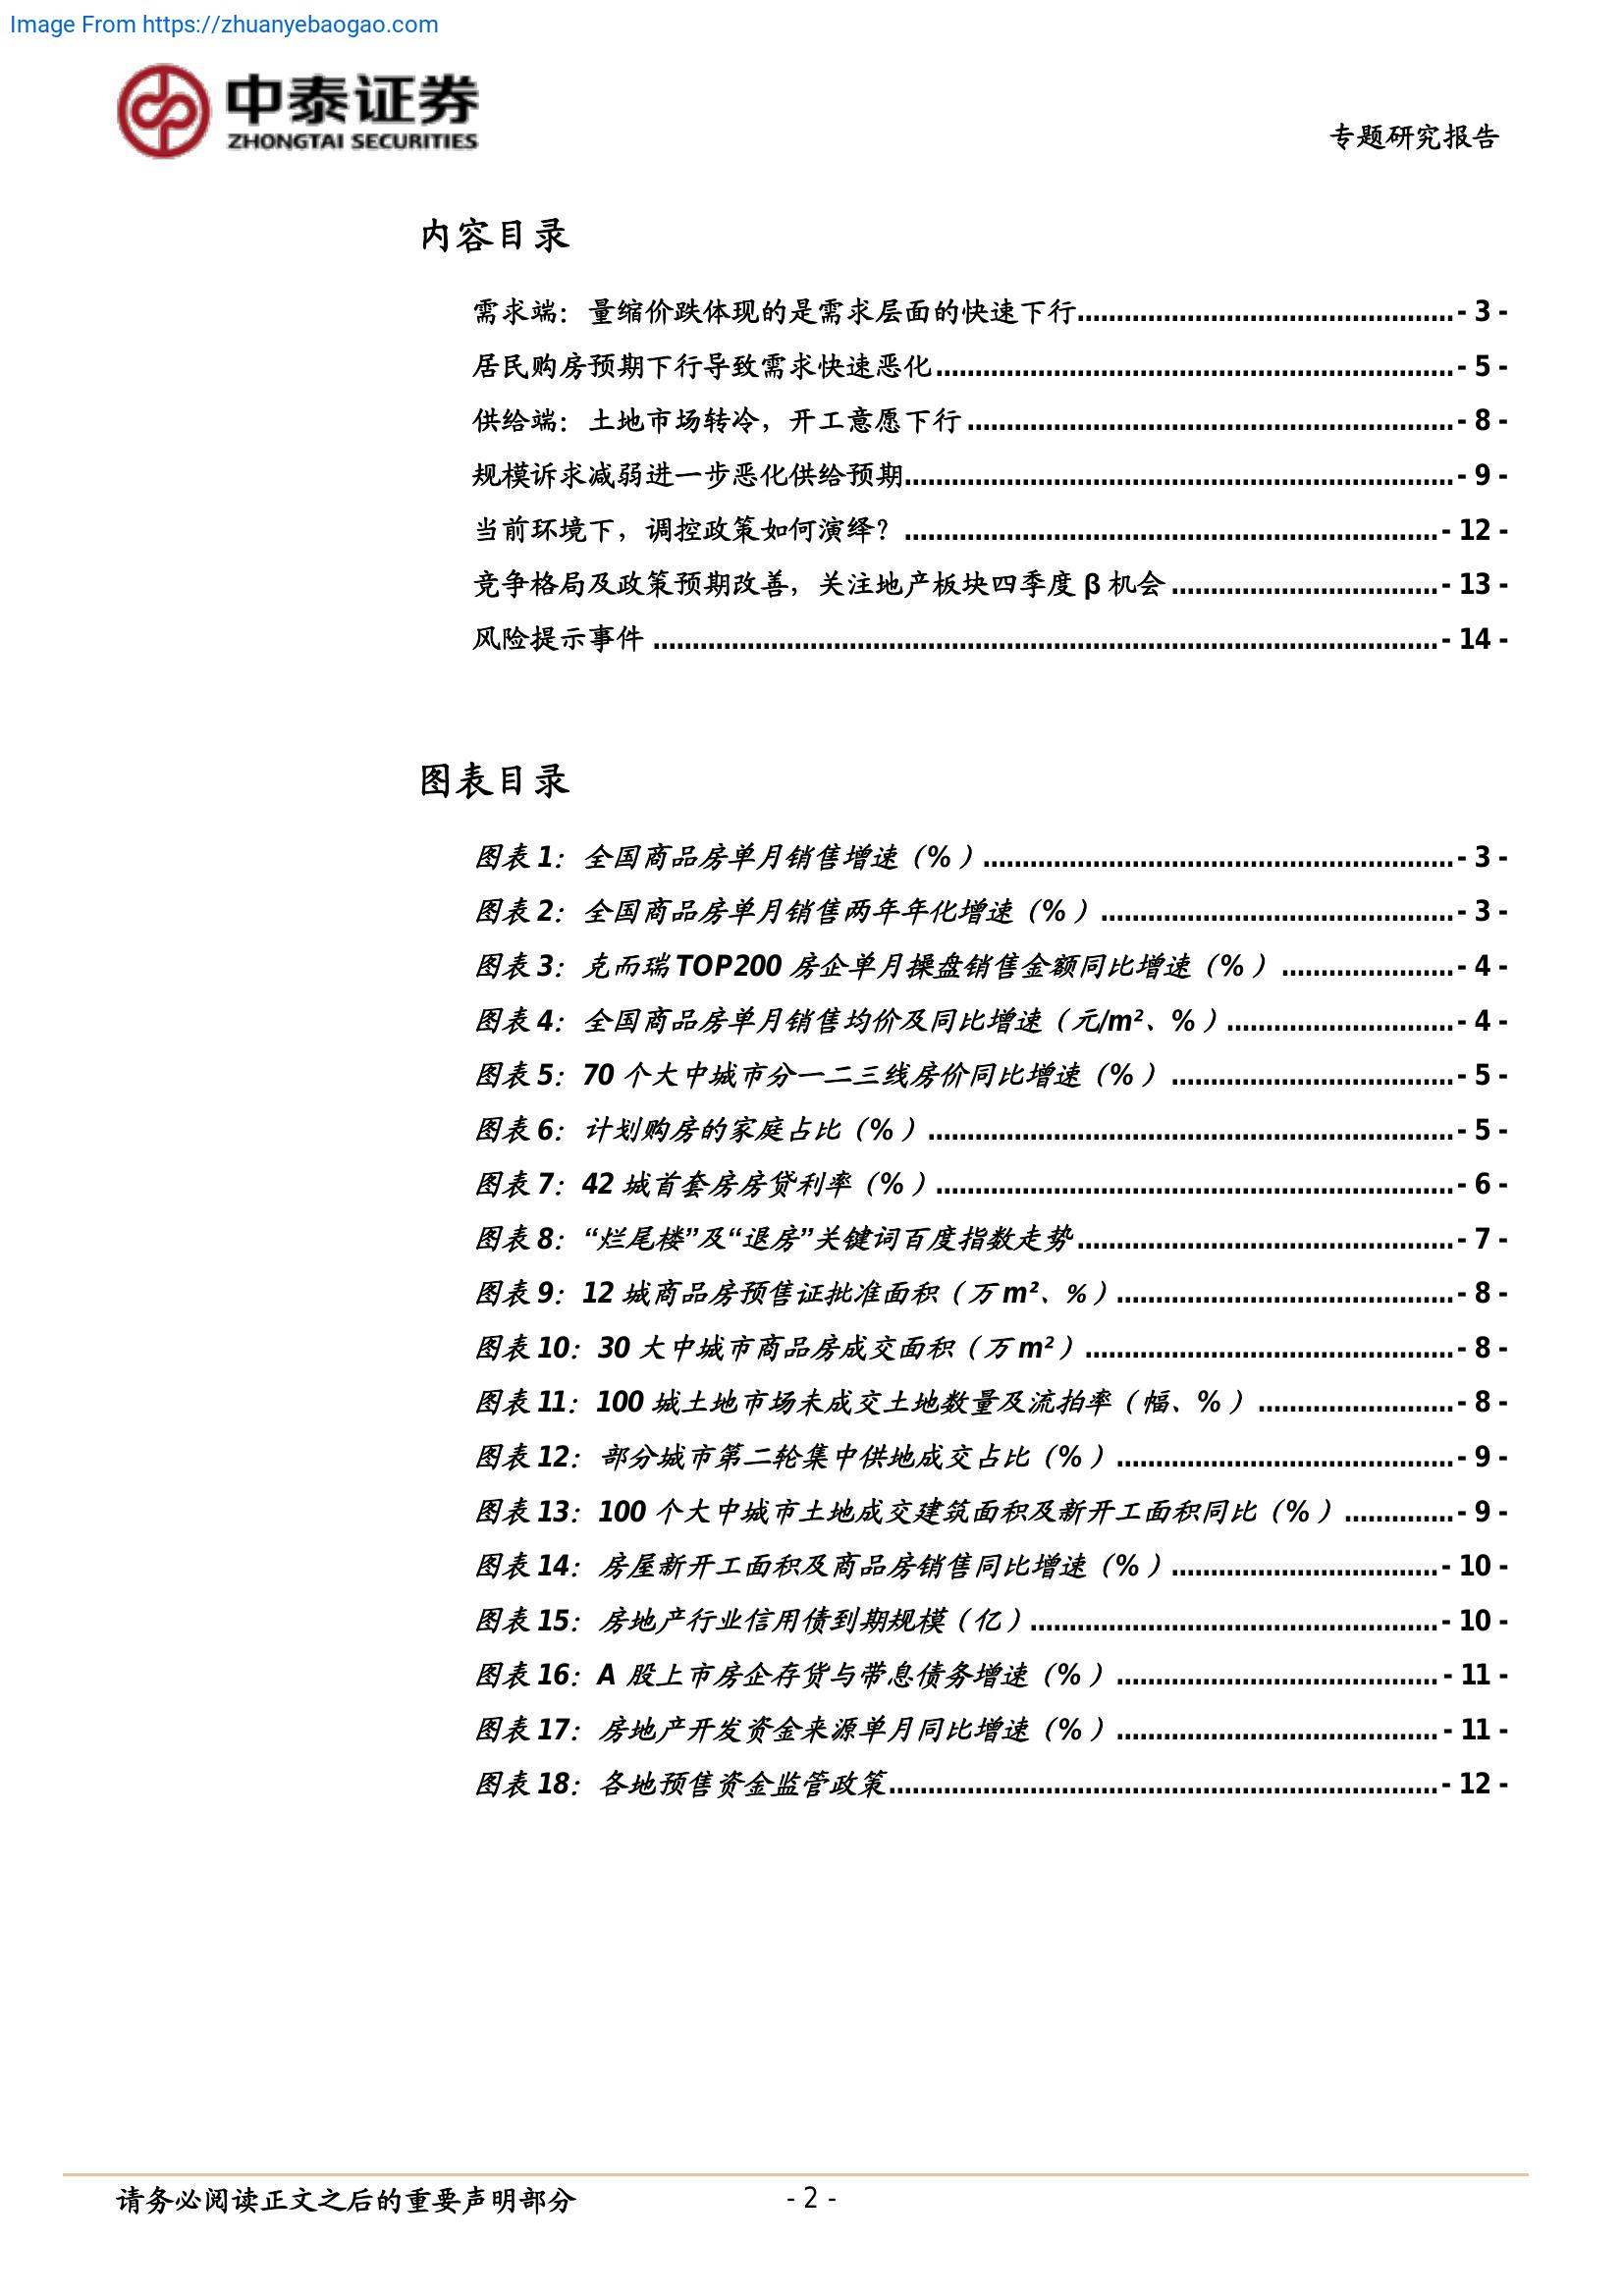 Image From https://zhuanyebaogao.com
中泰证券
ZHONGTAI SECURITIES
专题研究报告
内容目录
需求端：量缩价跌体现的是需求层面的快速下行................................................- 3 -
居民购房预期下行导致需求快速恶化..................................................................- 5 -
供给端：土地市场转冷，开工意愿下行..............................................................- 8 -
规模诉求减弱进一步恶化供给预期......................................................................- 9 -
当前环境下，调控政策如何演绎？....................................................................- 12 -
竞争格局及政策预期改善，关注地产板块四季度 β 机会..................................- 13 -
风险提示事件....................................................................................................- 14 -
图表目录
图表 1：全国商品房单月销售增速（%）............................................................- 3 -
图表 2：全国商品房单月销售两年年化增速（%）.............................................- 3 -
图表 3：克而瑞 TOP200 房企单月操盘销售金额同比增速（%）......................- 4 -
图表 4：全国商品房单月销售均价及同比增速（元/m²、%）.............................- 4 -
图表 5：70 个大中城市分一二三线房价同比增速（%）....................................- 5 -
图表 6：计划购房的家庭占比（%）...................................................................- 5 -
图表 7：42 城首套房房贷利率（%）..................................................................- 6 -
图表 8：“烂尾楼”及“退房”关键词百度指数走势................................................- 7 -
图表 9：12 城商品房预售证批准面积（万 m²、%）...........................................- 8 -
图表 10：30 大中城市商品房成交面积（万 m²）...............................................- 8 -
图表 11：100 城土地市场未成交土地数量及流拍率（幅、%）.........................- 8 -
图表 12：部分城市第二轮集中供地成交占比（%）...........................................- 9 -
图表 13：100 个大中城市土地成交建筑面积及新开工面积同比（%）..............- 9 -
图表 14：房屋新开工面积及商品房销售同比增速（%）..................................- 10 -
图表 15：房地产行业信用债到期规模（亿）....................................................- 10 -
图表 16：A 股上市房企存货与带息债务增速（%）.........................................- 11 -
图表 17：房地产开发资金来源单月同比增速（%）.........................................- 11 -
图表 18：各地预售资金监管政策......................................................................- 12 -
请务必阅读正文之后的重要声明部分
- 2 -